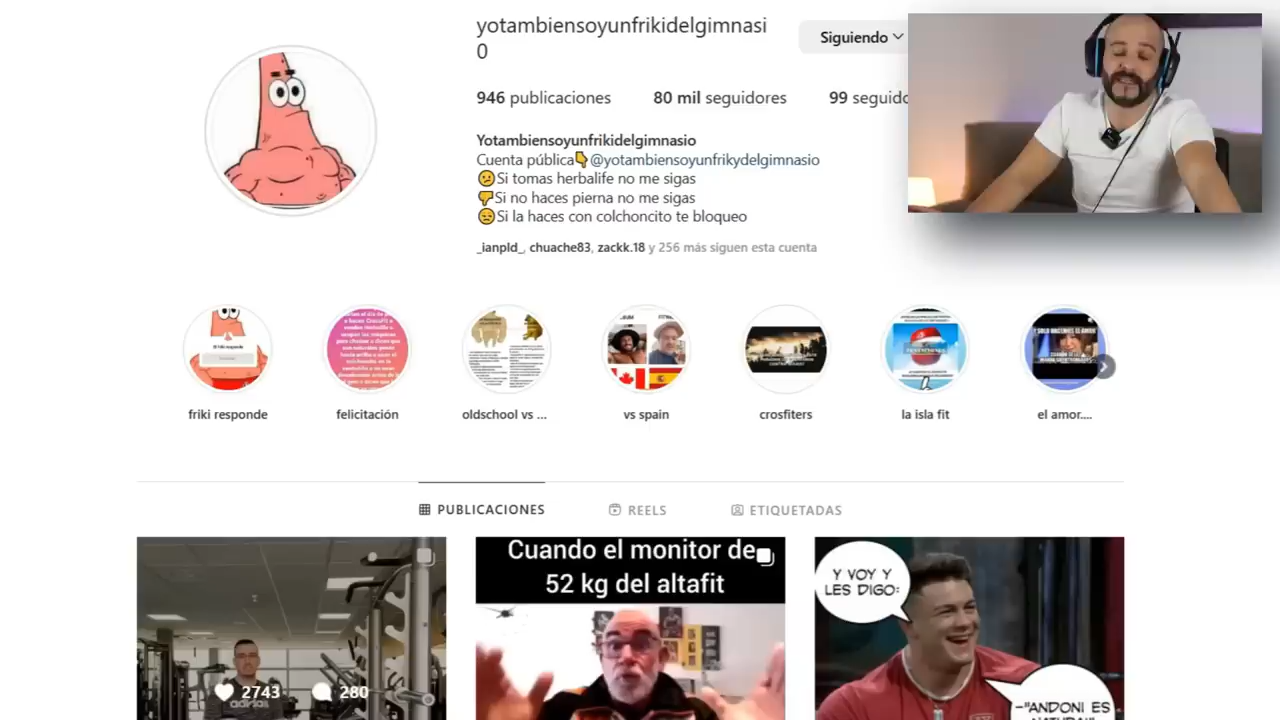 yotambiensoyunfrikidelgimnasi
0
Siguiendo
946 publicaciones
80 mil seguidores
99 seguido
Yotambiensoyunfrikidelgimnasio
Cuenta pública👇@yotambiensoyunfrikydelgimnasio
😕Si tomas herbalife no me sigas
👎Si no haces pierna no me sigas
😒Si la haces con colchoncito te bloqueo
_ianpld_, chuache83, zackk.18 y 256 más siguen esta cuenta
friki responde
felicitación
oldschool vs ...
vs spain
crosfiters
la isla fit
el amor....
PUBLICACIONES
REELS
ETIQUETADAS
2743
280
adidas
Cuando el monitor de
52 kg del altafit
Y VOY Y
LES DIGO:
-"ANDONI ES